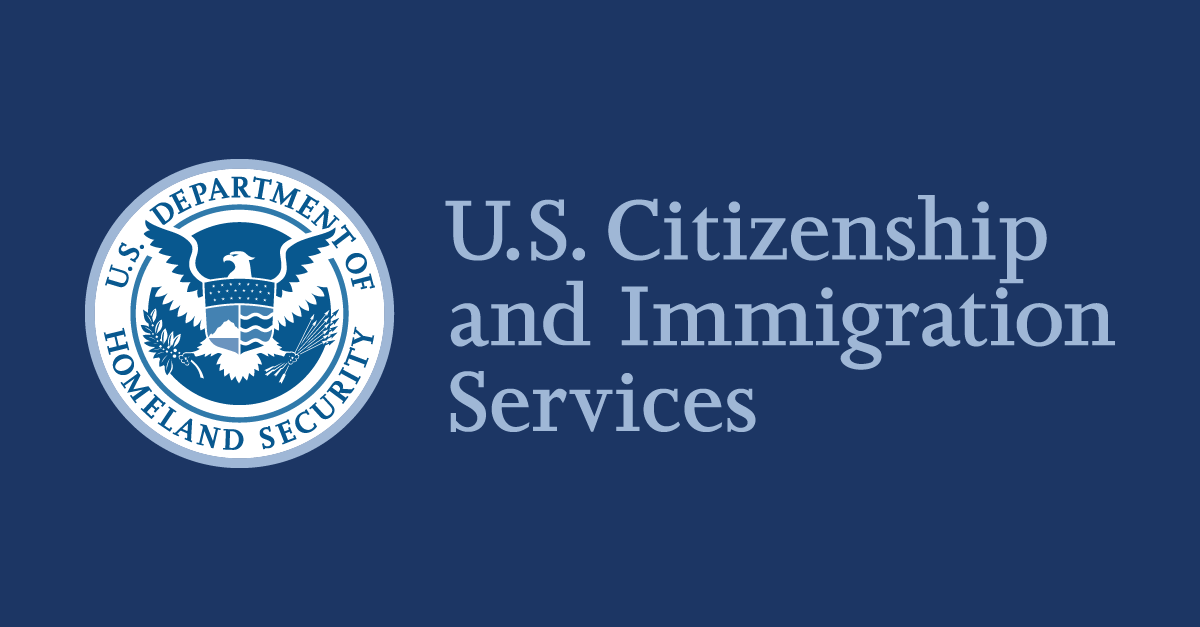 U.S. DEPARTMENT OF
HOMELAND SECURITY
U.S. Citizenship
and Immigration
Services